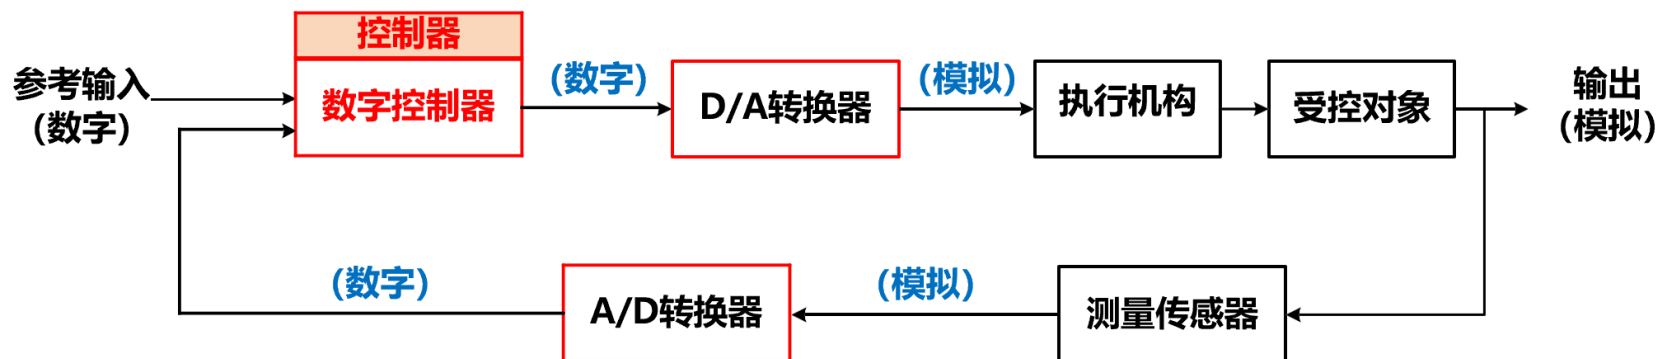 控制器
参考输入
(数字)
数字控制器
(数字)
D/A转换器
(模拟)
执行机构
受控对象
输出
(模拟)
(数字)
A/D转换器
(模拟)
测量传感器